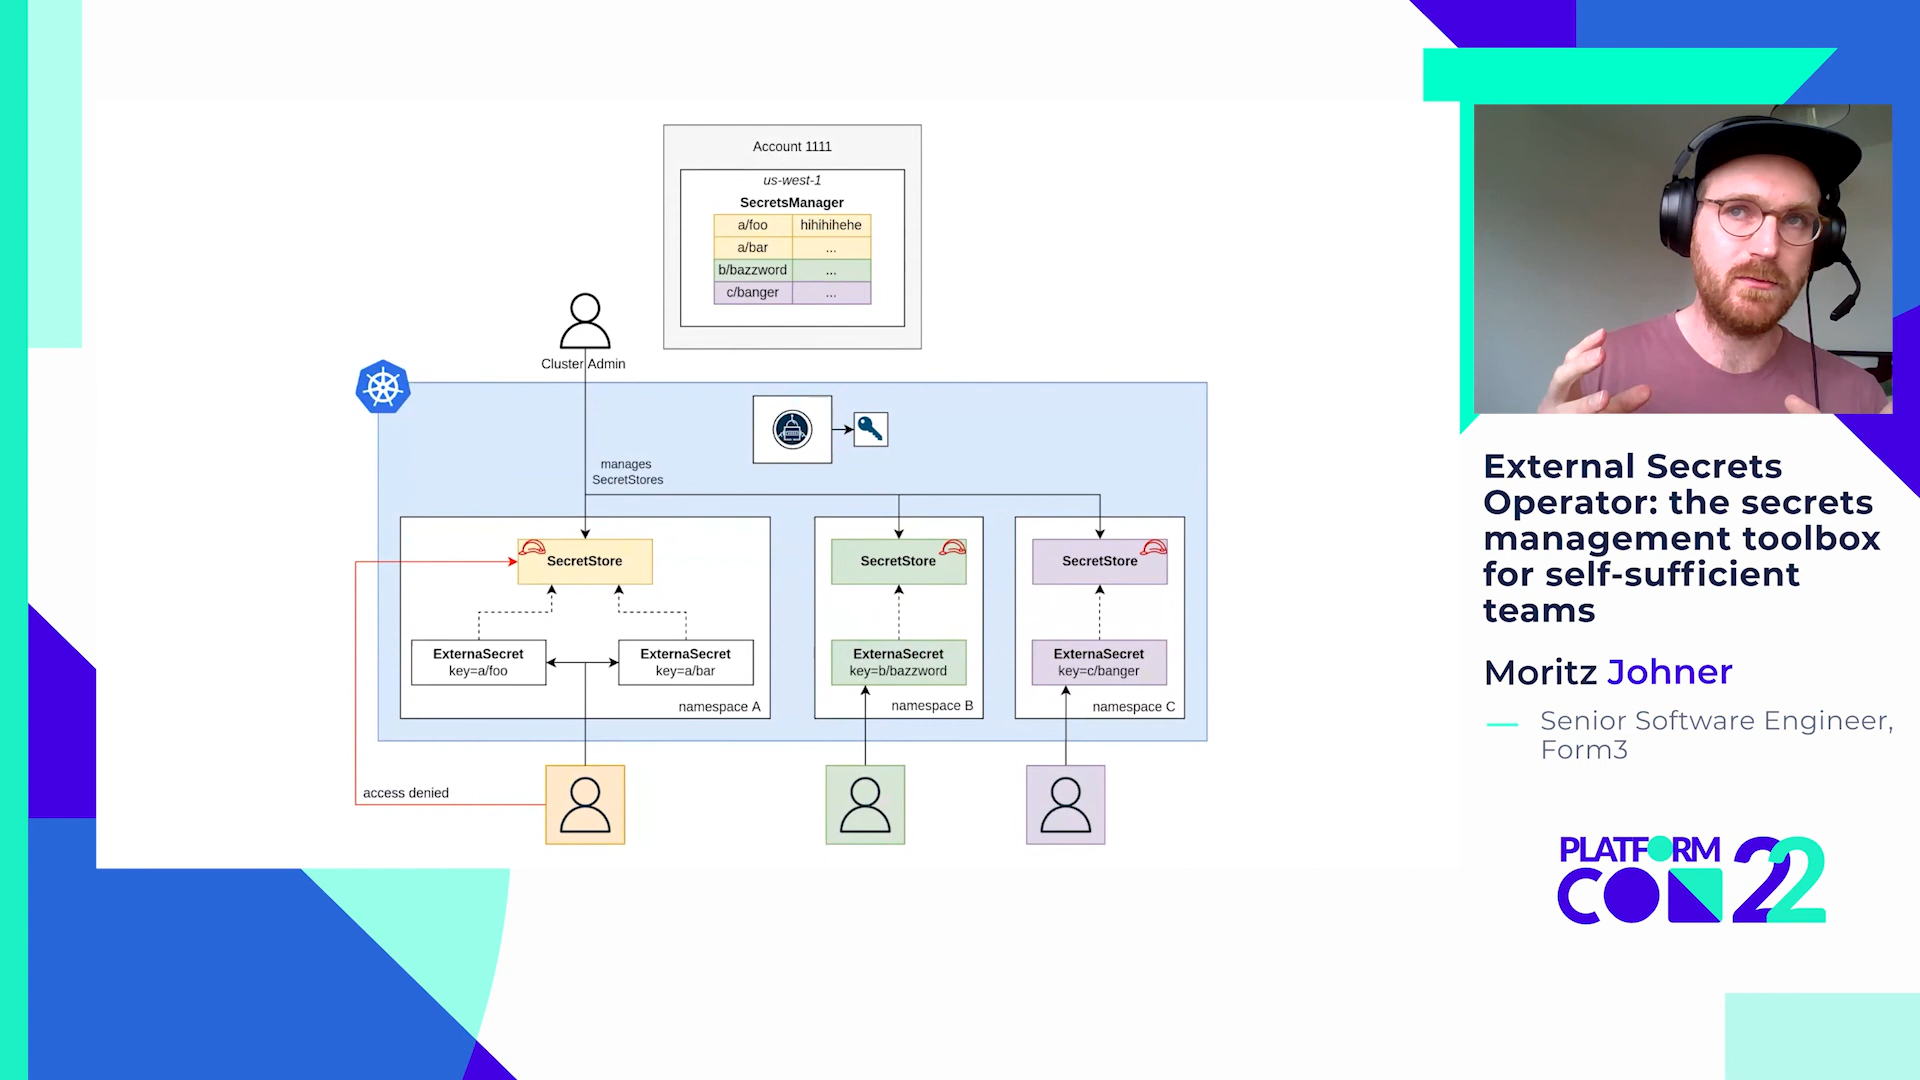 Account 1111
us-west-1
SecretsManager
a/foo hihihihehe
a/bar ...
b/bazzword ...
c/banger ...
Cluster Admin
manages
SecretStores
SecretStore
SecretStore
SecretStore
ExternaSecret
key=a/foo
ExternaSecret
key=a/bar
namespace A
ExternaSecret
key=b/bazzword
namespace B
ExternaSecret
key=c/banger
namespace C
access denied
External Secrets
Operator: the secrets
management toolbox
for self-sufficient
teams
Moritz Johner
Senior Software Engineer,
Form3
PLATFORM
CON 22